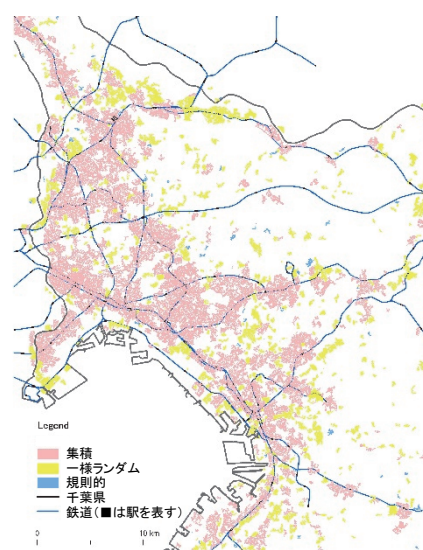 Legend
集積
一様ランダム
規則的
千葉県
鉄道(■は駅を表す)
0 10 km